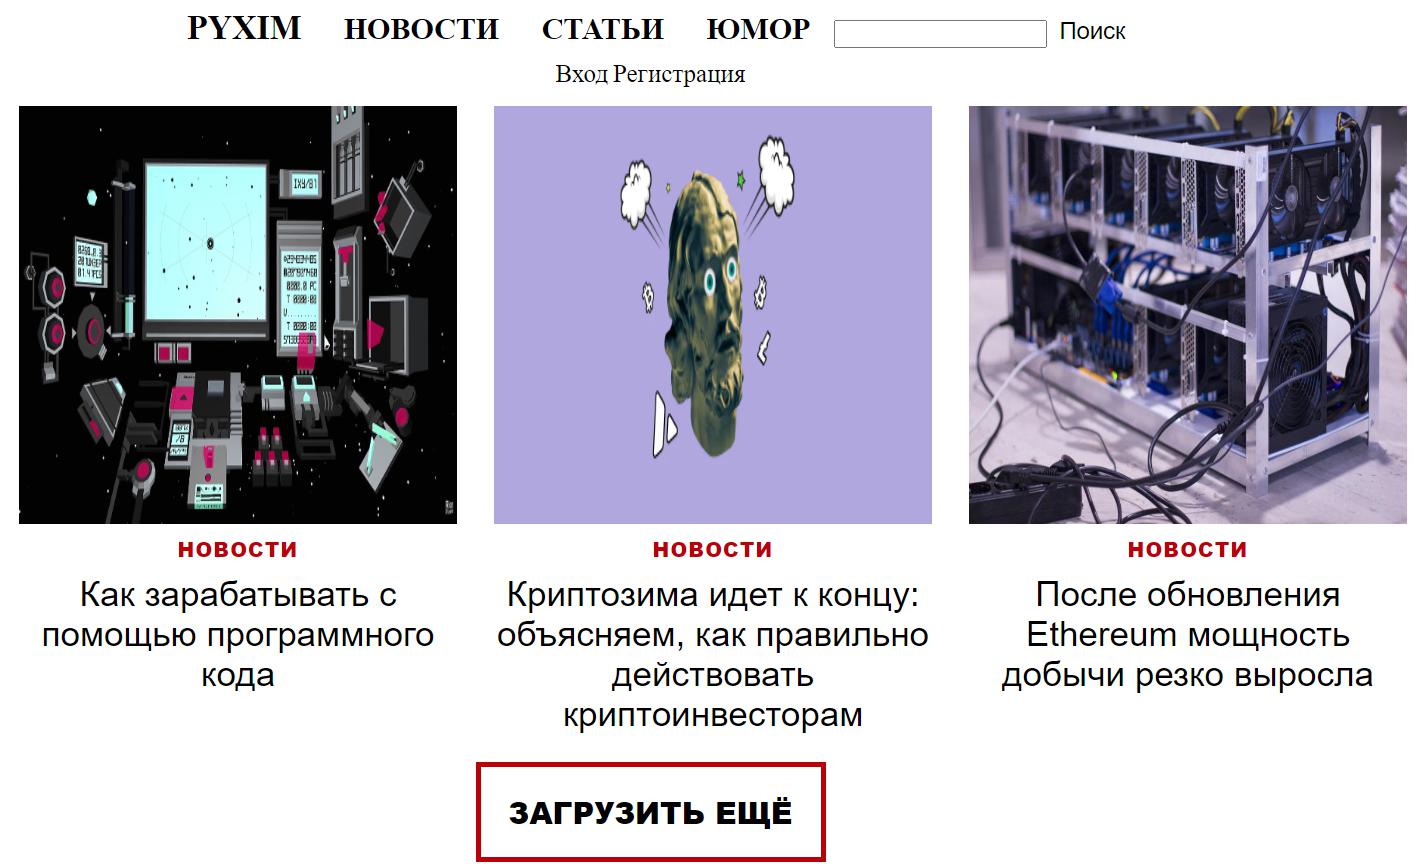 PYXIM НОВОСТИ СТАТЬИ ЮМОР Поиск
Вход Регистрация
НОВОСТИ
Как зарабатывать с
помощью программного
кода
НОВОСТИ
Криптозима идет к концу:
объясняем, как правильно
действовать
криптоинвесторам
НОВОСТИ
После обновления
Ethereum мощность
добычи резко выросла
ЗАГРУЗИТЬ ЕЩЁ